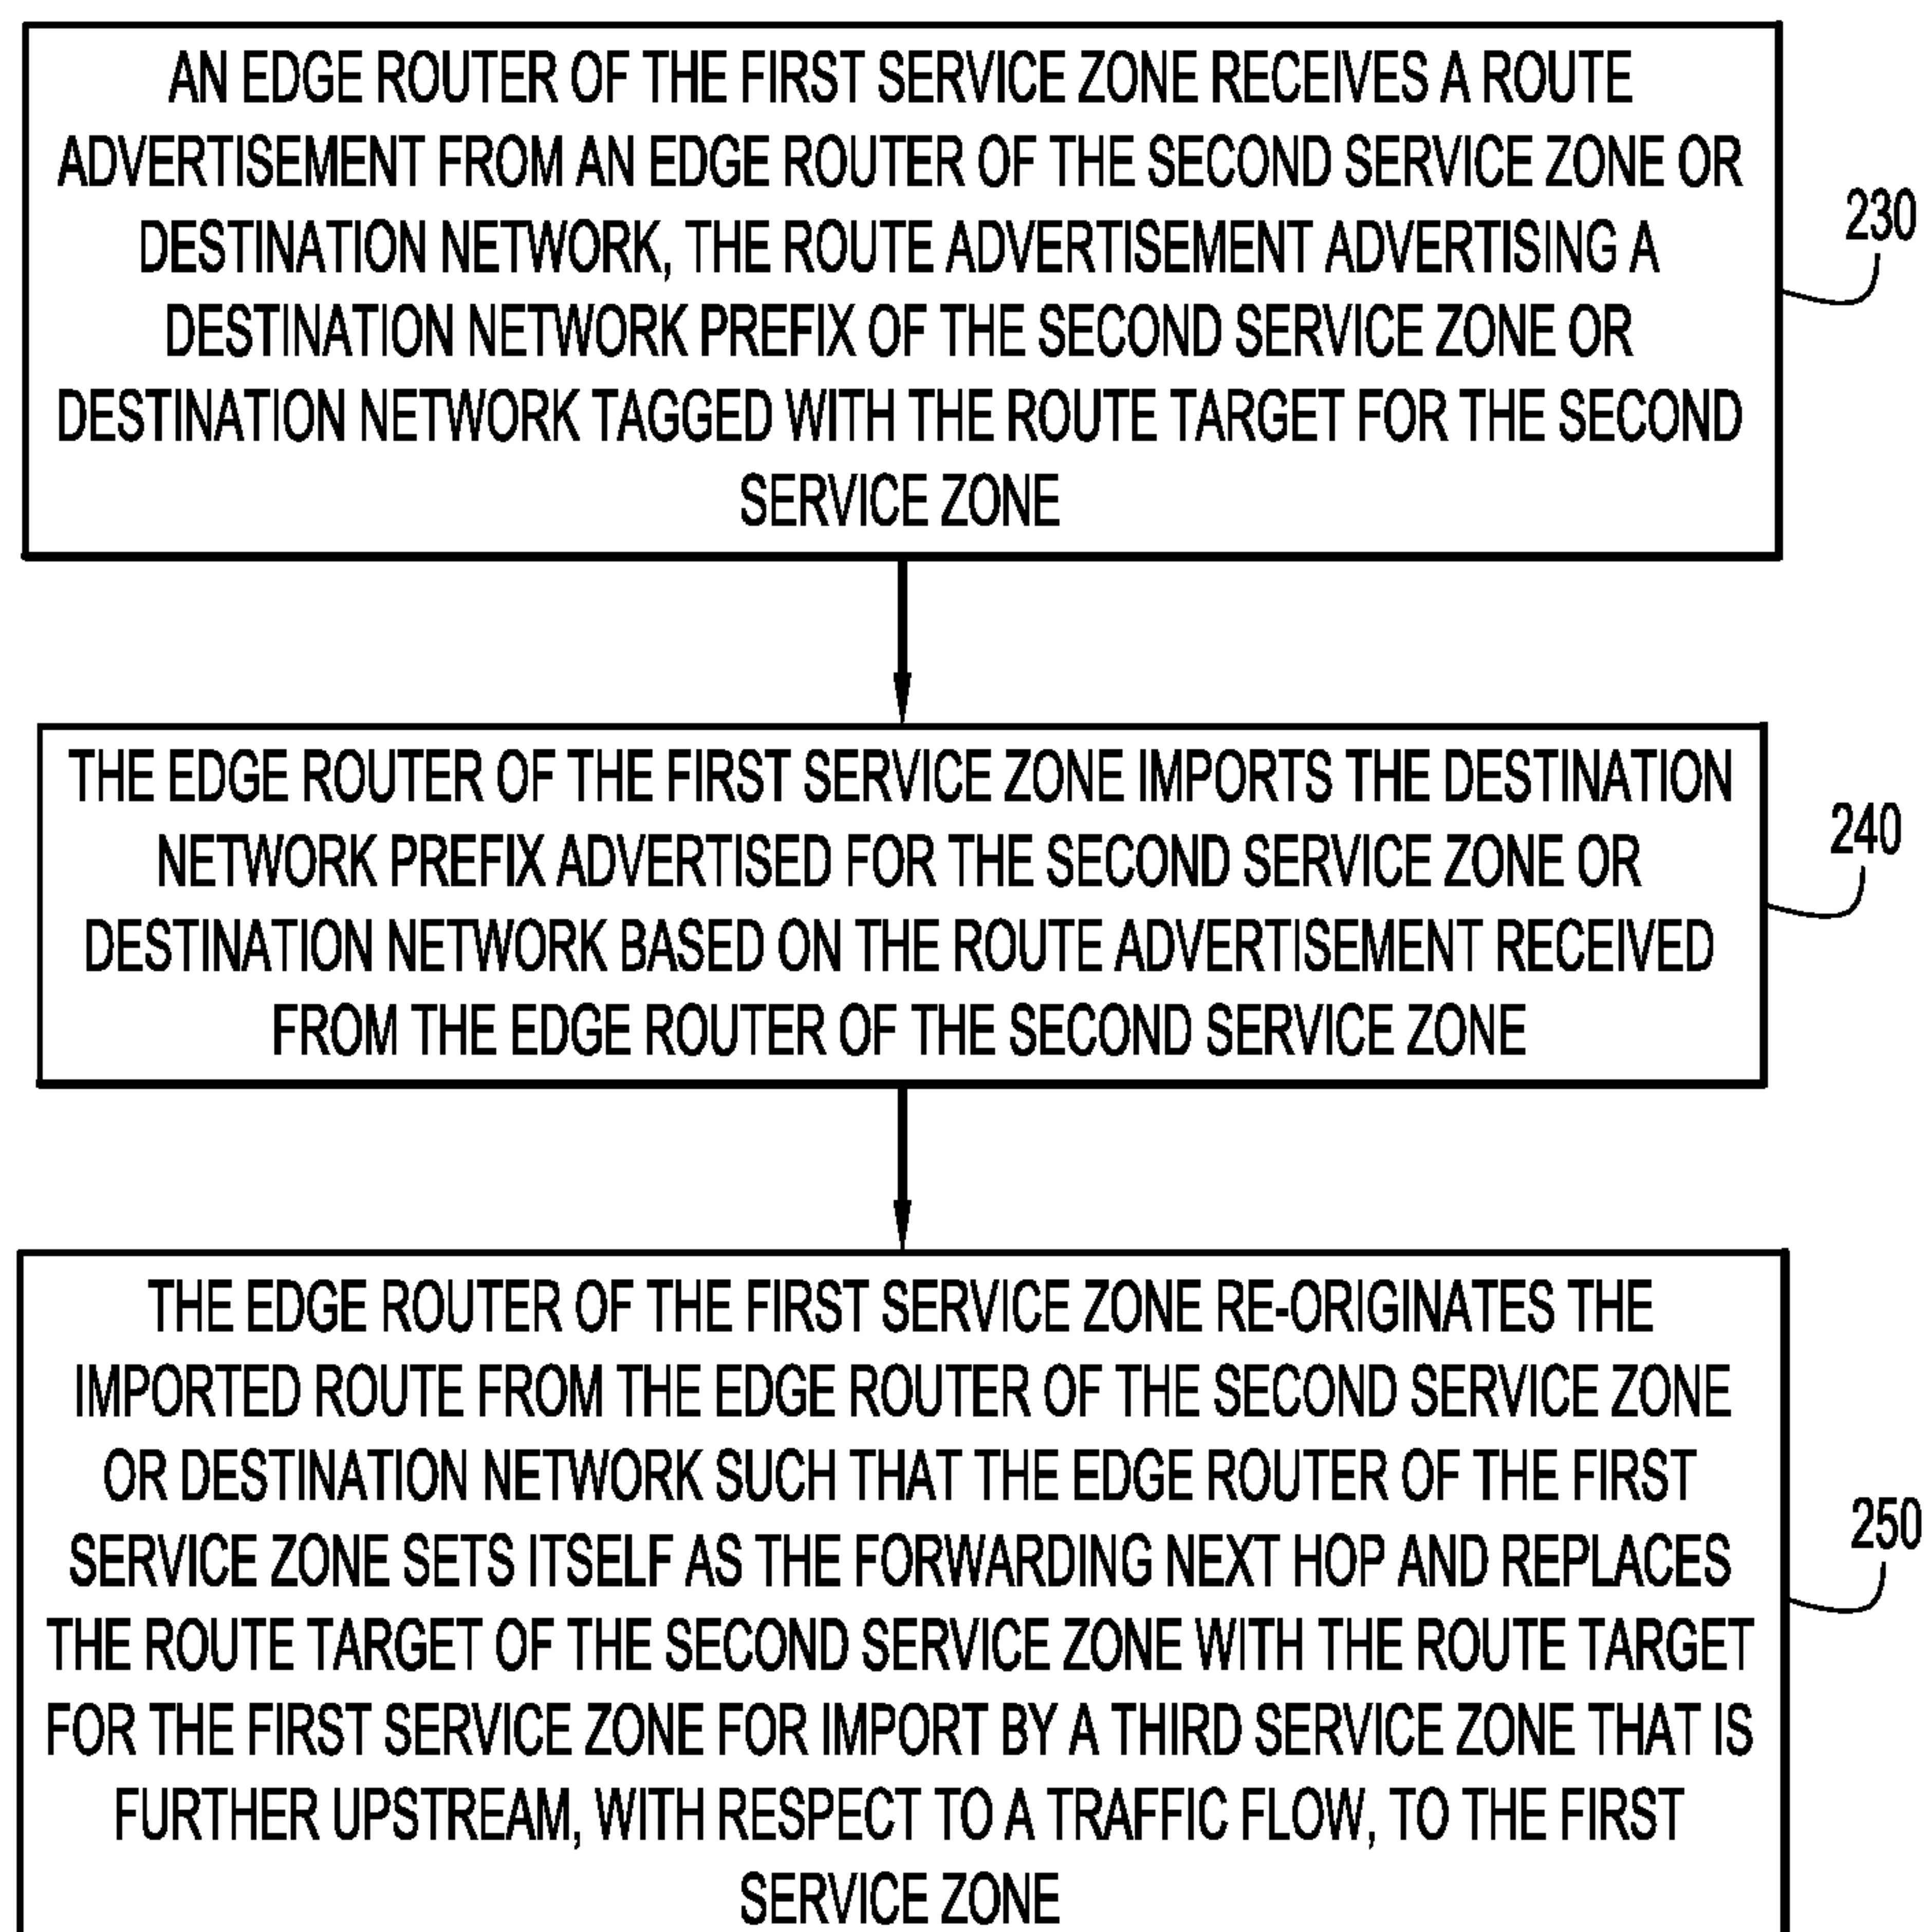 AN EDGE ROUTER OF THE FIRST SERVICE ZONE RECEIVES A ROUTE
ADVERTISEMENT FROM AN EDGE ROUTER OF THE SECOND SERVICE ZONE OR
DESTINATION NETWORK, THE ROUTE ADVERTISEMENT ADVERTISING A
DESTINATION NETWORK PREFIX OF THE SECOND SERVICE ZONE OR
DESTINATION NETWORK TAGGED WITH THE ROUTE TARGET FOR THE SECOND
SERVICE ZONE
230
THE EDGE ROUTER OF THE FIRST SERVICE ZONE IMPORTS THE DESTINATION
NETWORK PREFIX ADVERTISED FOR THE SECOND SERVICE ZONE OR
DESTINATION NETWORK BASED ON THE ROUTE ADVERTISEMENT RECEIVED
FROM THE EDGE ROUTER OF THE SECOND SERVICE ZONE
240
THE EDGE ROUTER OF THE FIRST SERVICE ZONE RE-ORIGINATES THE
IMPORTED ROUTE FROM THE EDGE ROUTER OF THE SECOND SERVICE ZONE
OR DESTINATION NETWORK SUCH THAT THE EDGE ROUTER OF THE FIRST
SERVICE ZONE SETS ITSELF AS THE FORWARDING NEXT HOP AND REPLACES
THE ROUTE TARGET OF THE SECOND SERVICE ZONE WITH THE ROUTE TARGET
FOR THE FIRST SERVICE ZONE FOR IMPORT BY A THIRD SERVICE ZONE THAT IS
FURTHER UPSTREAM, WITH RESPECT TO A TRAFFIC FLOW, TO THE FIRST
SERVICE ZONE
250